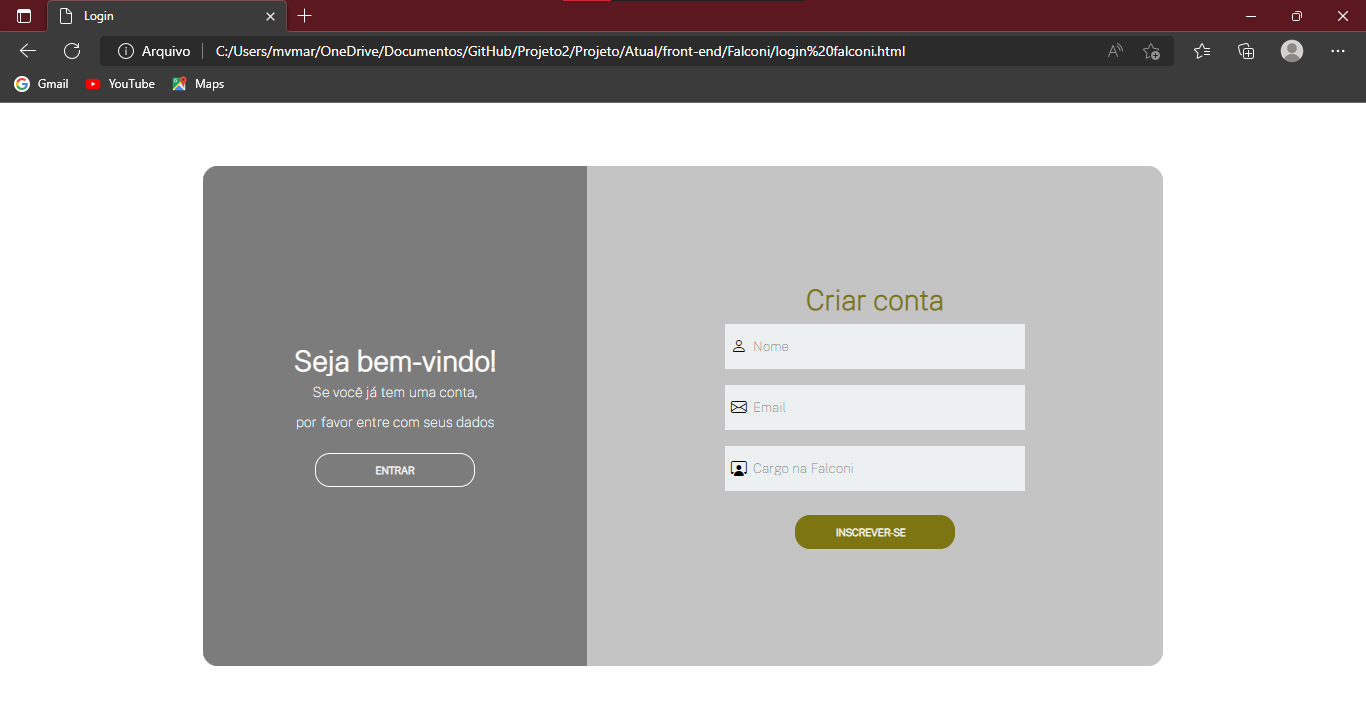 Login
Arquivo
C:/Users/mvmar/OneDrive/Documentos/GitHub/Projeto2/Projeto/Atual/front-end/Falconi/login%20falconi.html
Gmail
YouTube
Maps
Seja bem-vindo!
Se você já tem uma conta,
por favor entre com seus dados
ENTRAR
Criar conta
Nome
Email
Cargo na Falconi
INSCREVER-SE